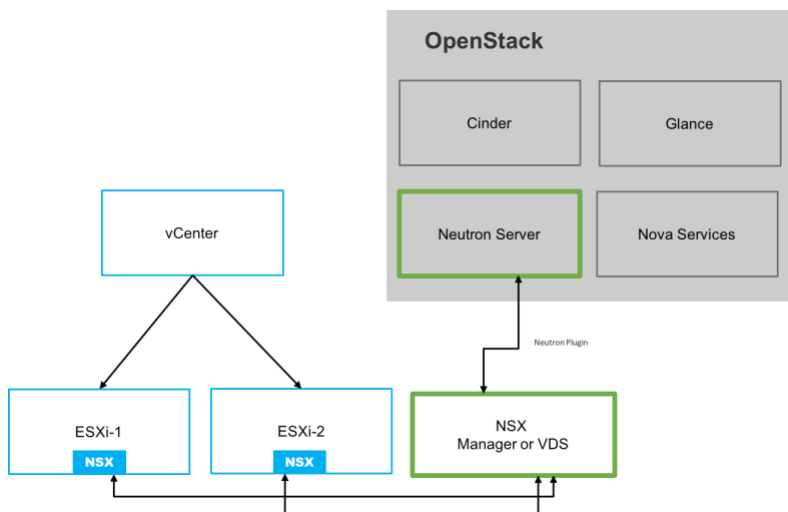 OpenStack
Cinder
Glance
vCenter
Neutron Server
Nova Services
Neutron Plugin
ESXi-1
NSX
ESXi-2
NSX
NSX
Manager or VDS